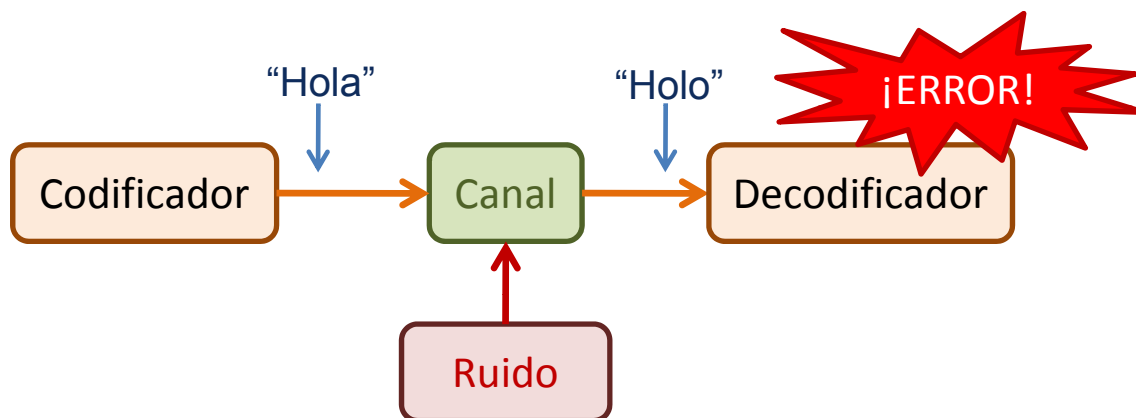 “Hola”
“Holo”
¡ERROR!
Codificador
Canal
Decodificador
Ruido